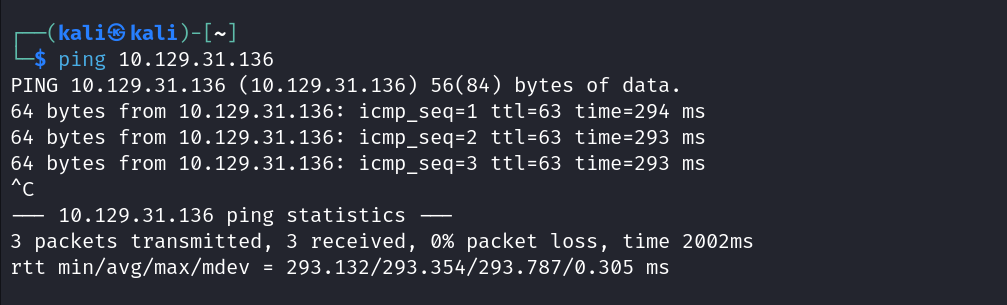 ┌──(kali㉿kali)-[~]
└─$ ping 10.129.31.136
PING 10.129.31.136 (10.129.31.136) 56(84) bytes of data.
64 bytes from 10.129.31.136: icmp_seq=1 ttl=63 time=294 ms
64 bytes from 10.129.31.136: icmp_seq=2 ttl=63 time=293 ms
64 bytes from 10.129.31.136: icmp_seq=3 ttl=63 time=293 ms
^C
--- 10.129.31.136 ping statistics ---
3 packets transmitted, 3 received, 0% packet loss, time 2002ms
rtt min/avg/max/mdev = 293.132/293.354/293.787/0.305 ms